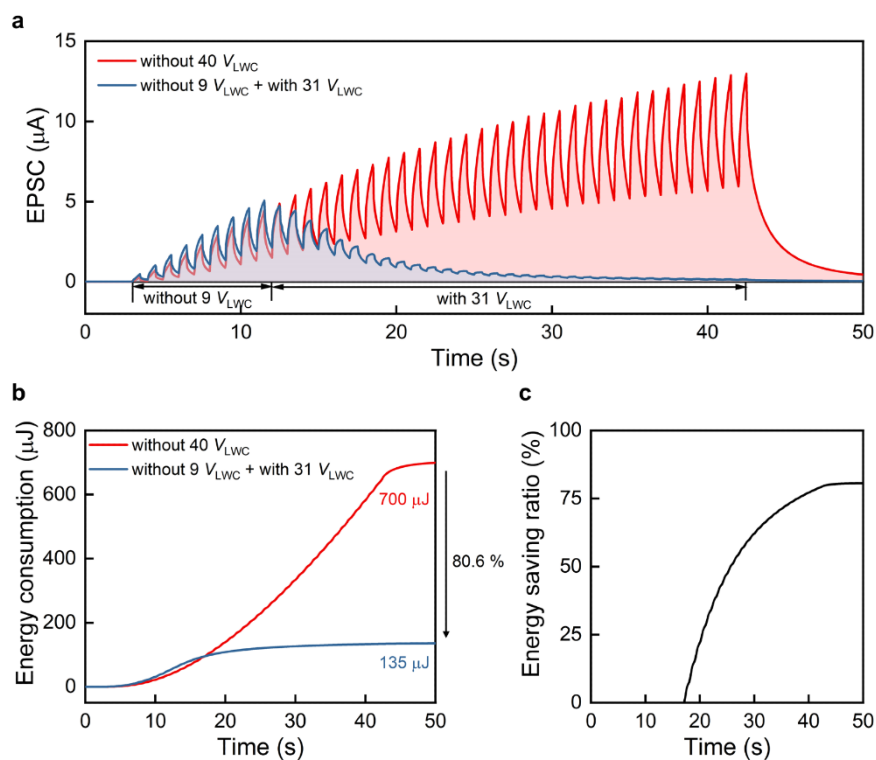 a
15
10
5
0
EPSC (μA)
without 40 VLWC
without 9 VLWC + with 31 VLWC
without 9 VLWC
with 31 VLWC
0 10 20 30 40 50
Time (s)
b
800
600
400
200
0
Energy consumption (μJ)
without 40 VLWC
without 9 VLWC + with 31 VLWC
700 μJ
80.6 %
135 μJ
0 10 20 30 40 50
Time (s)
c
100
75
50
25
0
Energy saving ratio (%)
0 10 20 30 40 50
Time (s)